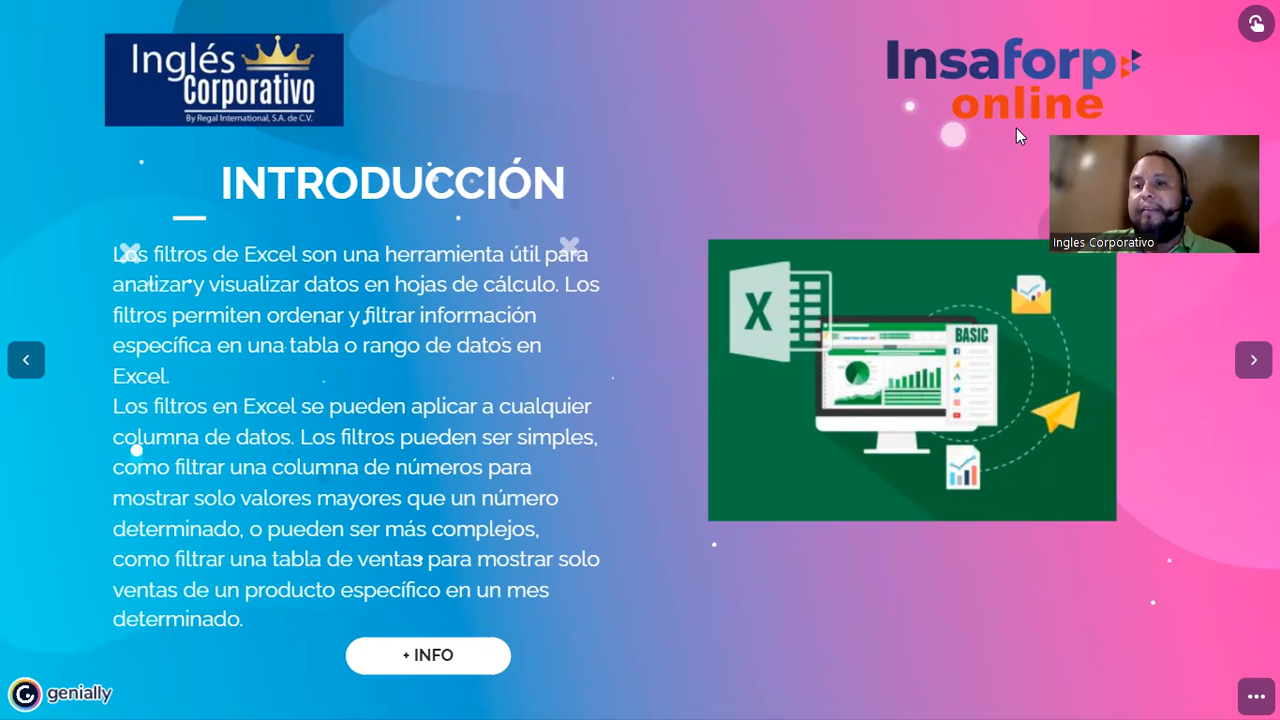 Inglés
Corporativo
By Regal International, S.A. de C.V.
Insaforp
online
INTRODUCCIÓN
Ingles Corporativo
Los filtros de Excel son una herramienta útil para
analizar y visualizar datos en hojas de cálculo. Los
filtros permiten ordenar y filtrar información
específica en una tabla o rango de datos en
Excel.
Los filtros en Excel se pueden aplicar a cualquier
columna de datos. Los filtros pueden ser simples,
como filtrar una columna de números para
mostrar solo valores mayores que un número
determinado, o pueden ser más complejos,
como filtrar una tabla de ventas para mostrar solo
ventas de un producto específico en un mes
determinado.
X
BASIC
+ INFO
genially